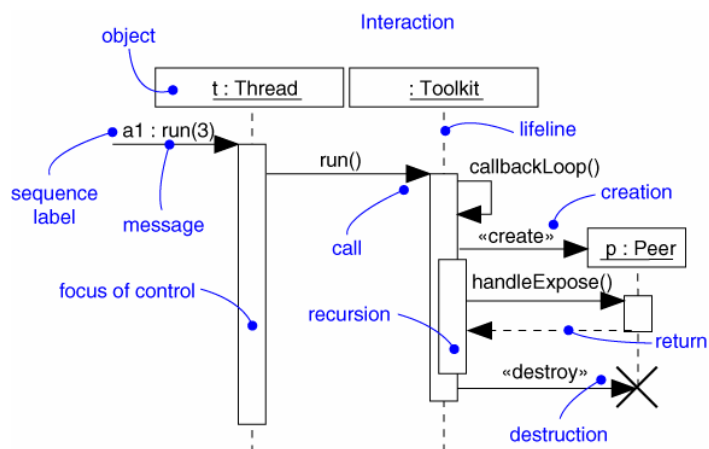 Interaction
object
t : Thread
: Toolkit
a1 : run(3)
lifeline
run()
callbackLoop()
sequence
label
message
call
creation
«create»
p : Peer
focus of control
handleExpose()
recursion
return
«destroy»
destruction